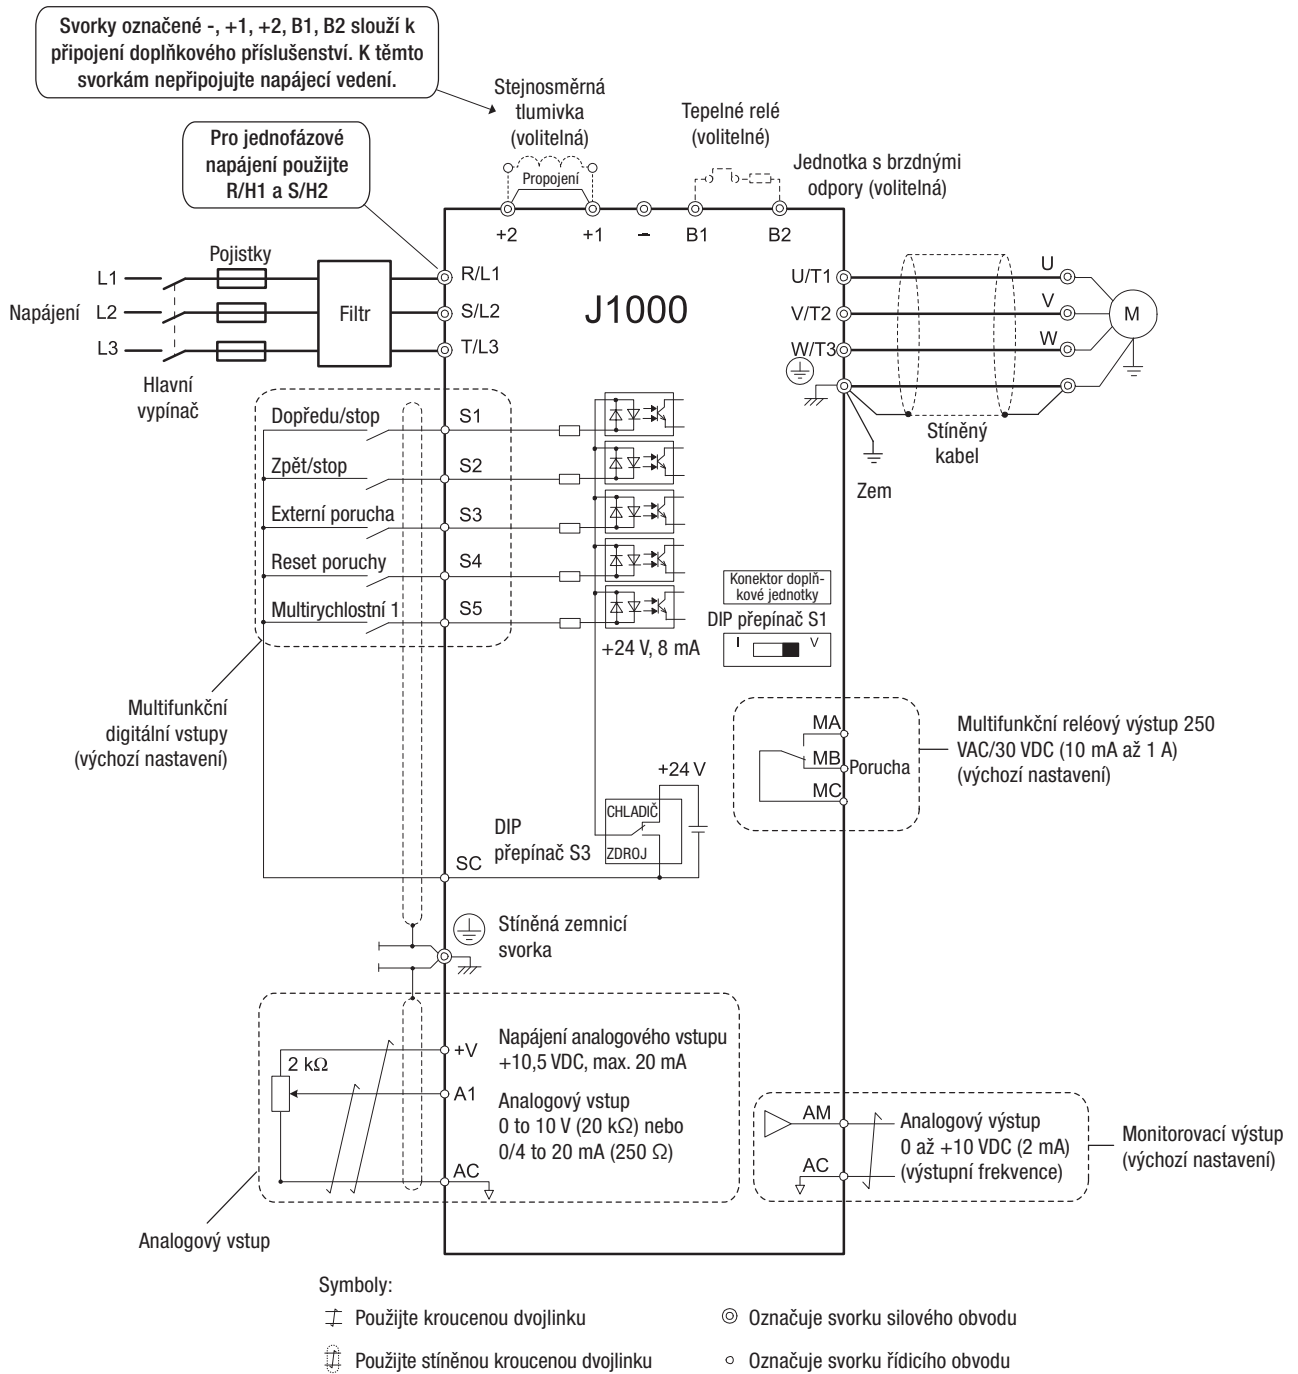 Svorky označené -, +1, +2, B1, B2 slouží k
připojení doplňkového příslušenství. K těmto
svorkám nepřipojujte napájecí vedení.
Stejnosměrná
tlumivka
(volitelná)
Tepelné relé
(volitelné)
Pro jednofázové
napájení použijte
R/H1 a S/H2
Jednotka s brzdnými
odpory (volitelná)
Propojení
+2
+1
–
B1
B2
Pojistky
L1
R/L1
U/T1
U
Napájení
L2
Filtr
S/L2
J1000
V/T2
V
M
L3
T/L3
W/T3
W
Hlavní
vypínač
Stíněný
kabel
Zem
Dopředu/stop
S1
Zpět/stop
S2
Externí porucha
S3
Reset poruchy
S4
Multirychlostní 1
S5
+24 V, 8 mA
Konektor doplň-
kové jednotky
DIP přepínač S1
I
V
Multifunkční
digitální vstupy
(výchozí nastavení)
MA
MB
MC
Porucha
Multifunkční reléový výstup 250
VAC/30 VDC (10 mA až 1 A)
(výchozí nastavení)
+24 V
CHLADIČ
ZDROJ
DIP
přepínač S3
SC
Stíněná zemnicí
svorka
2 kΩ
+V
Napájení analogového vstupu
+10,5 VDC, max. 20 mA
A1
Analogový vstup
0 to 10 V (20 kΩ) nebo
0/4 to 20 mA (250 Ω)
AC
Analogový vstup
AM
AC
Analogový výstup
0 až +10 VDC (2 mA)
(výstupní frekvence)
Monitorovací výstup
(výchozí nastavení)
Symboly:
Použijte kroucenou dvojlinku
Označuje svorku silového obvodu
Použijte stíněnou kroucenou dvojlinku
Označuje svorku řídicího obvodu